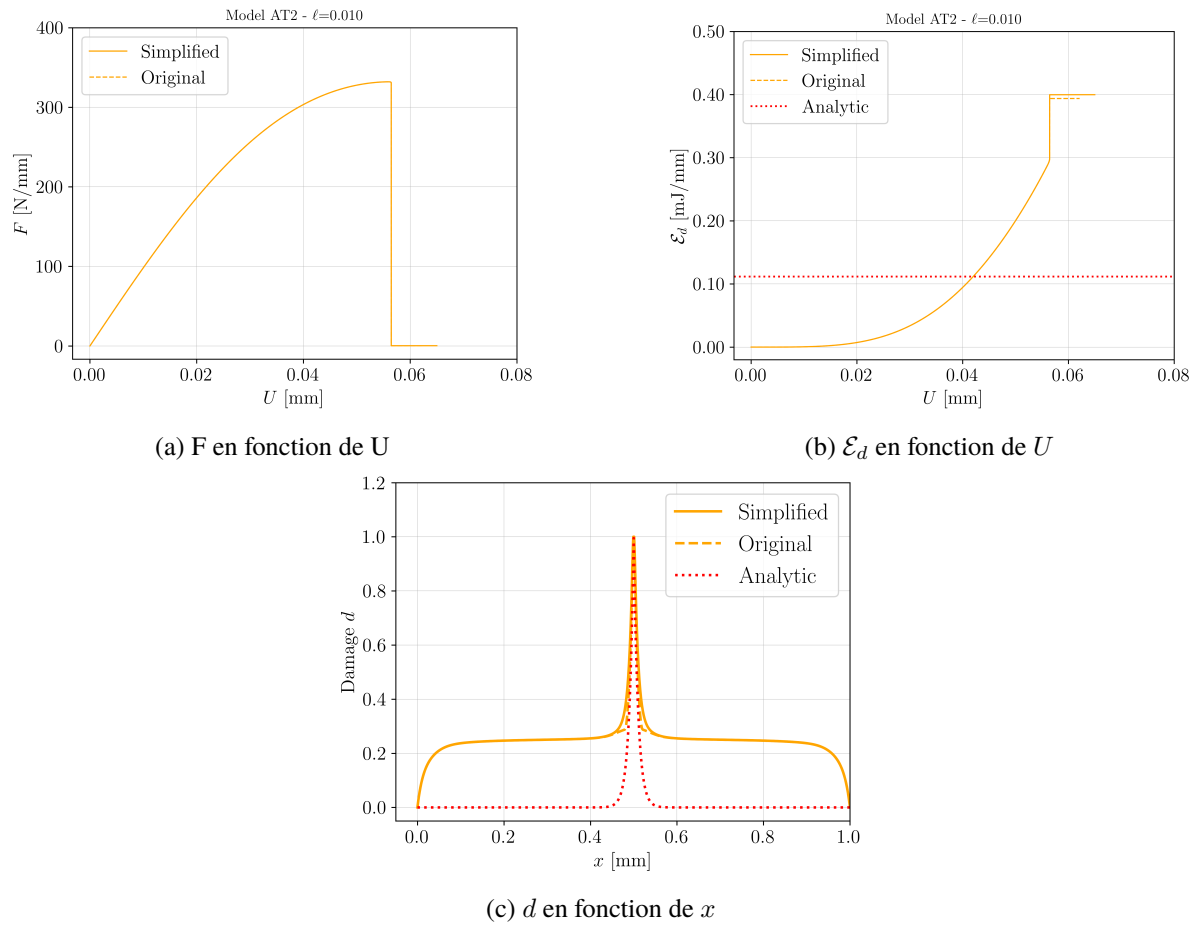 Model AT2 - ℓ=0.010
400
300
200
100
0
F [N/mm]
Simplified
Original
0.00 0.02 0.04 0.06 0.08
U [mm]
(a) F en fonction de U
Model AT2 - ℓ=0.010
0.50
0.40
0.30
0.20
0.10
0.00
ℰd [mJ/mm]
Simplified
Original
Analytic
0.00 0.02 0.04 0.06 0.08
U [mm]
(b) ℰd en fonction de U
1.2
1.0
0.8
0.6
0.4
0.2
0.0
Damage d
Simplified
Original
Analytic
0.0 0.2 0.4 0.6 0.8 1.0
x [mm]
(c) d en fonction de x